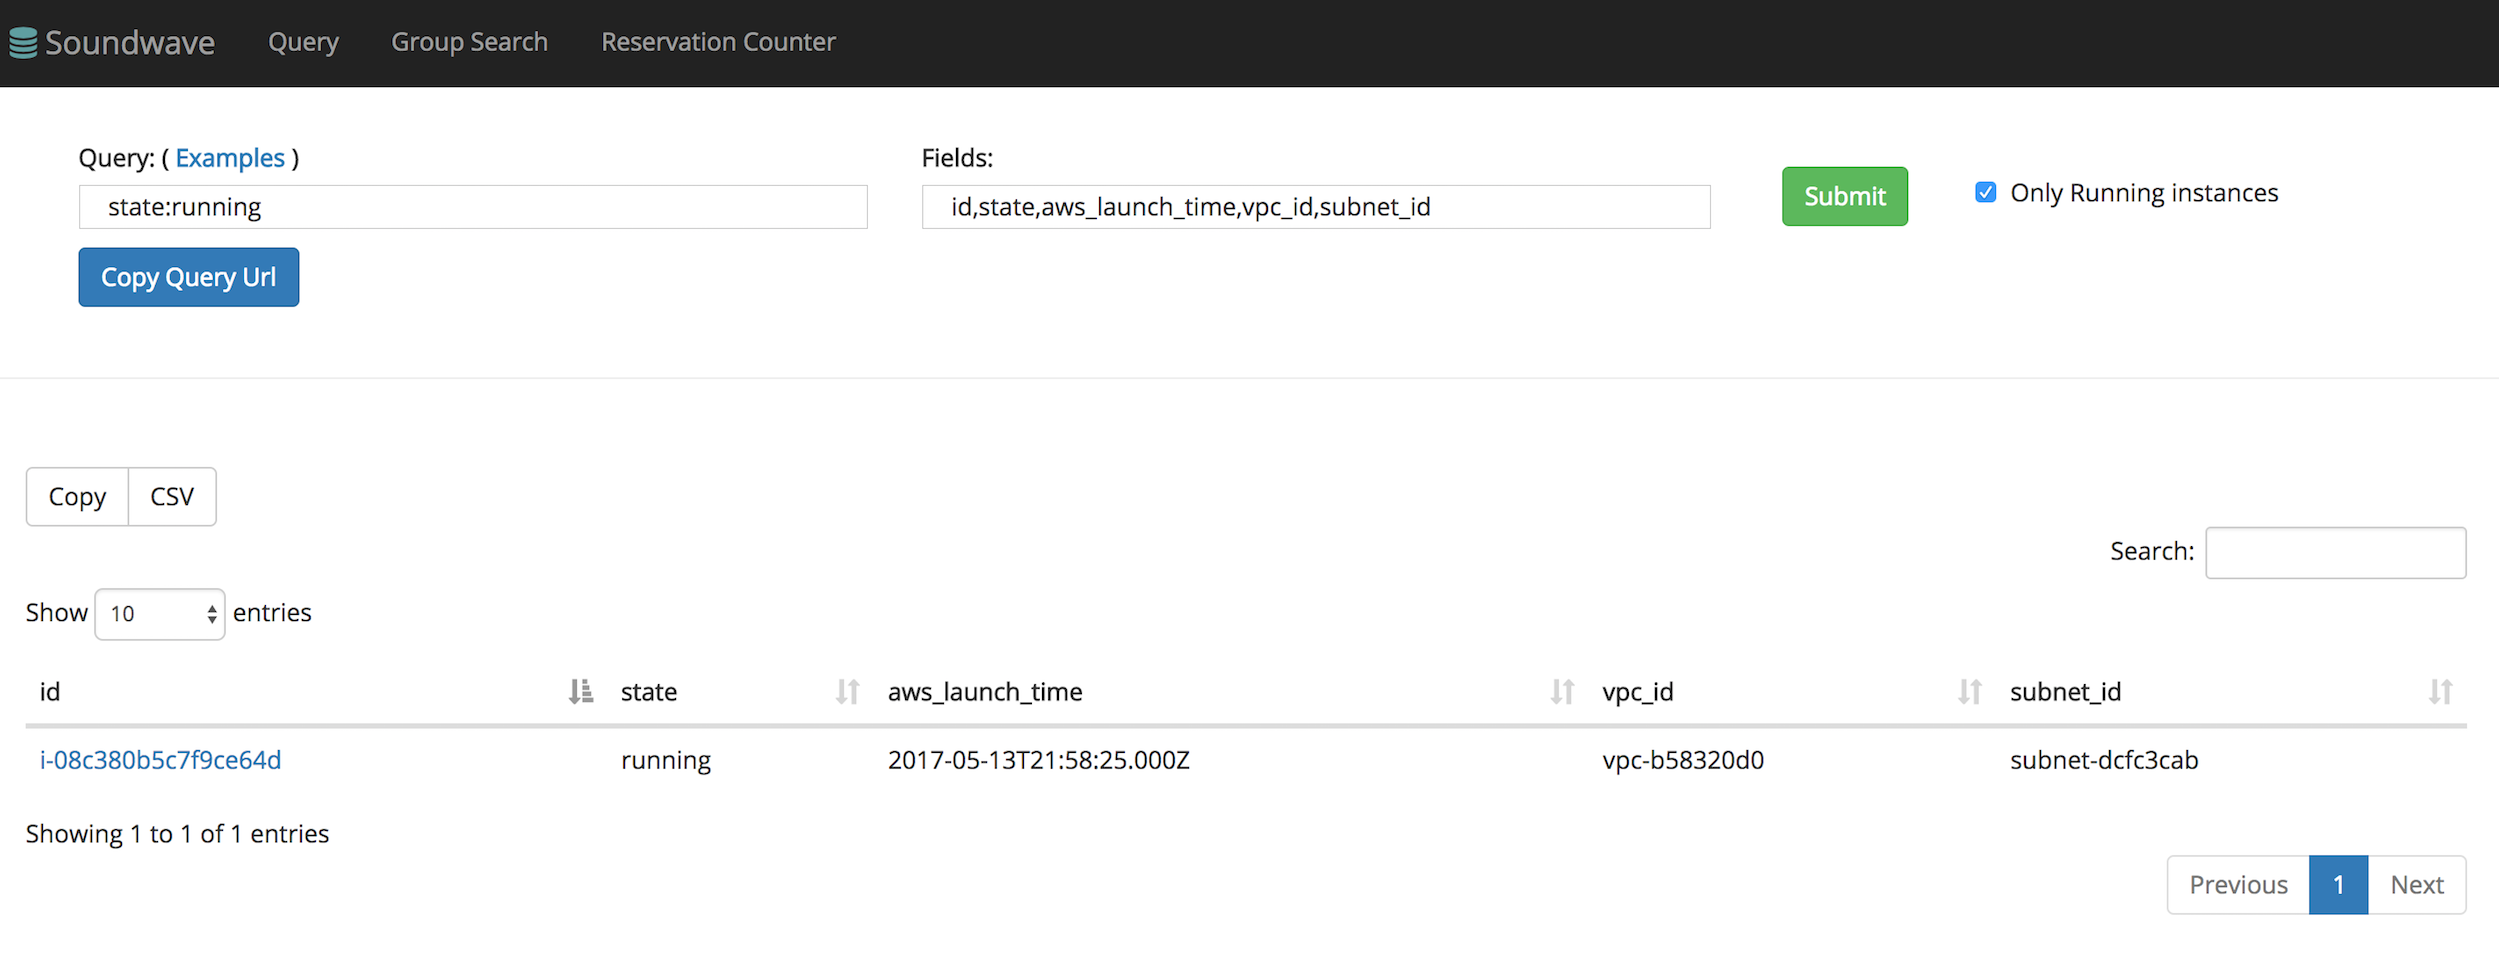 Soundwave Query Group Search Reservation Counter
Query: ( Examples ) Fields:
state:running id,state,aws_launch_time,vpc_id,subnet_id Submit Only Running instances
Copy Query Url
Copy CSV
Search:
Show 10 entries
id state aws_launch_time vpc_id subnet_id
i-08c380b5c7f9ce64d running 2017-05-13T21:58:25.000Z vpc-b58320d0 subnet-dcfc3cab
Showing 1 to 1 of 1 entries
Previous 1 Next